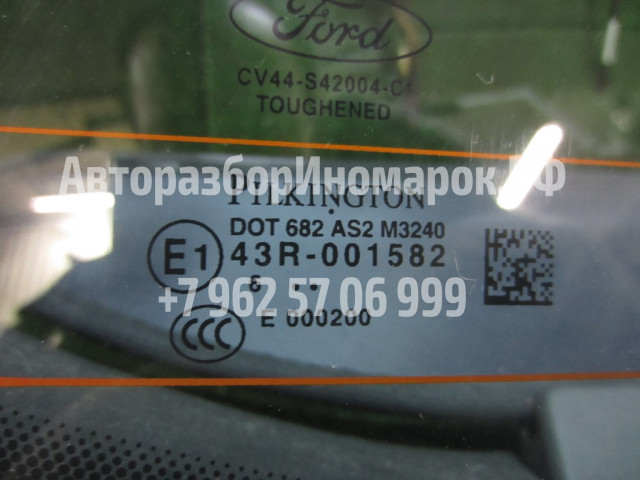 Ford
CV44-S42004-C
TOUGHENED
АвторазборИномарок.РФ
PILKINGTON
DOT 682 AS2 M3240
E1
43R-001582
8 ..
+7 962 57 06 999
CCC
E 000200